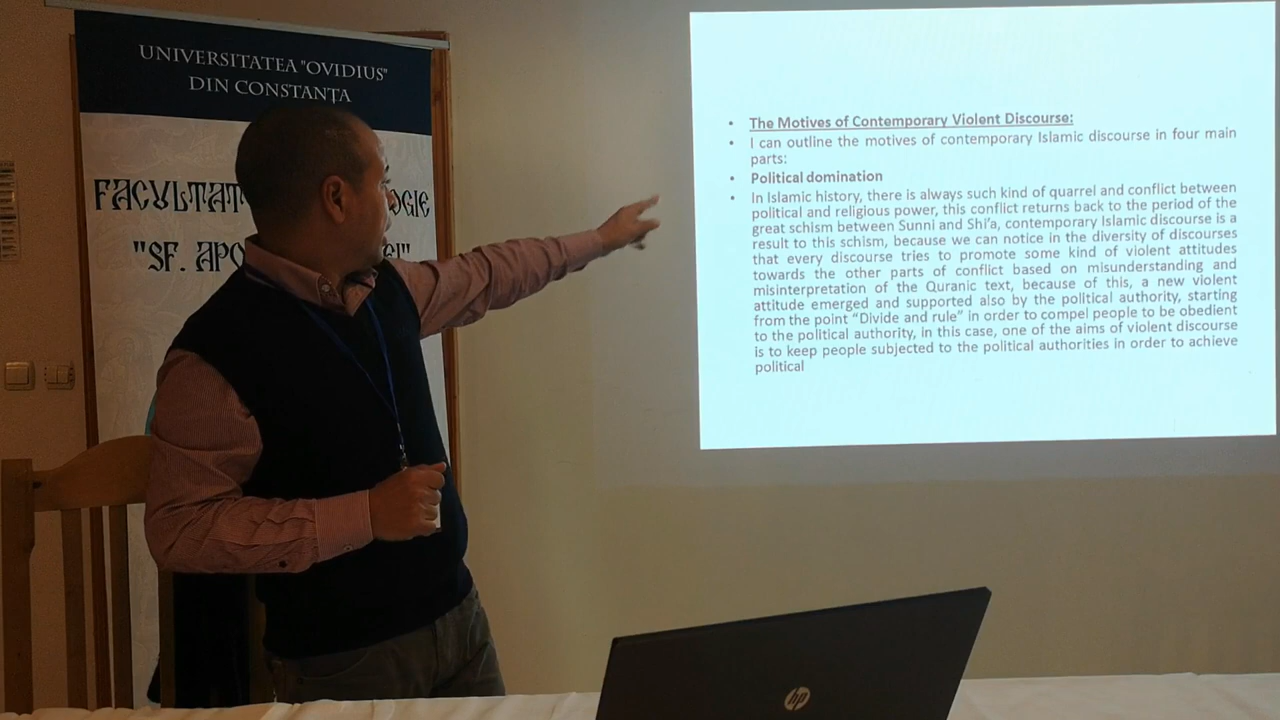 UNIVERSITATEA "OVIDIUS"
DIN CONSTANȚA
FACULTAT OGIE
"SF. APO EI"
• The Motives of Contemporary Violent Discourse:
• I can outline the motives of contemporary Islamic discourse in four main
parts:
• Political domination
• In Islamic history, there is always such kind of quarrel and conflict between
political and religious power, this conflict returns back to the period of the
great schism between Sunni and Shi'a, contemporary Islamic discourse is a
result to this schism, because we can notice in the diversity of discourses
that every discourse tries to promote some kind of violent attitudes
towards the other parts of conflict based on misunderstanding and
misinterpretation of the Quranic text, because of this, a new violent
attitude emerged and supported also by the political authority, starting
from the point “Divide and rule” in order to compel people to be obedient
to the political authority, in this case, one of the aims of violent discourse
is to keep people subjected to the political authorities in order to achieve
political
hp